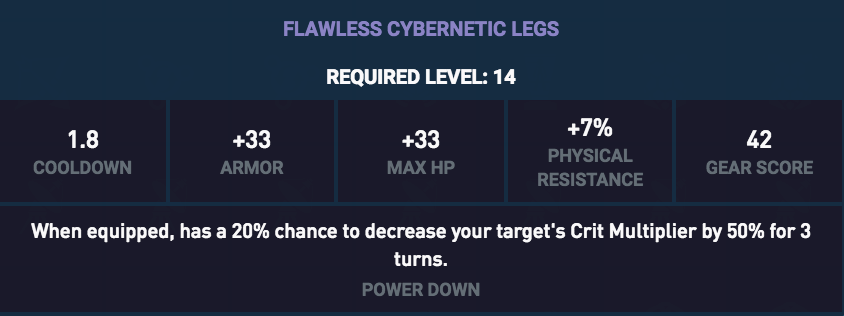 FLAWLESS CYBERNETIC LEGS
REQUIRED LEVEL: 14
1.8
COOLDOWN
+33
ARMOR
+33
MAX HP
+7%
PHYSICAL
RESISTANCE
42
GEAR SCORE
When equipped, has a 20% chance to decrease your target's Crit Multiplier by 50% for 3
turns.
POWER DOWN